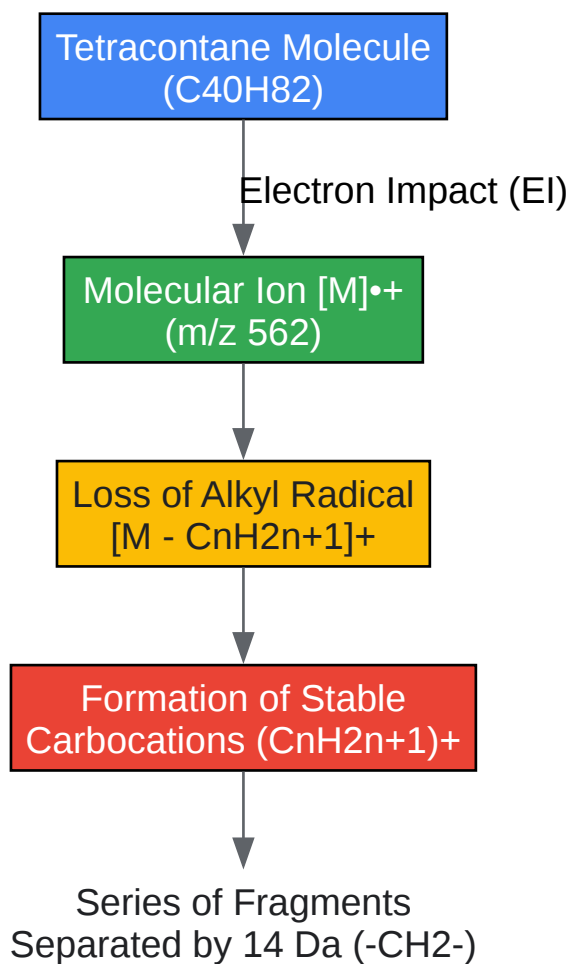 Tetracontane Molecule
(C40H82)
Electron Impact (EI)
Molecular Ion [M]•+
(m/z 562)
Loss of Alkyl Radical
[M - CnH2n+1]+
Formation of Stable
Carbocations (CnH2n+1)+
Series of Fragments
Separated by 14 Da (-CH2-)